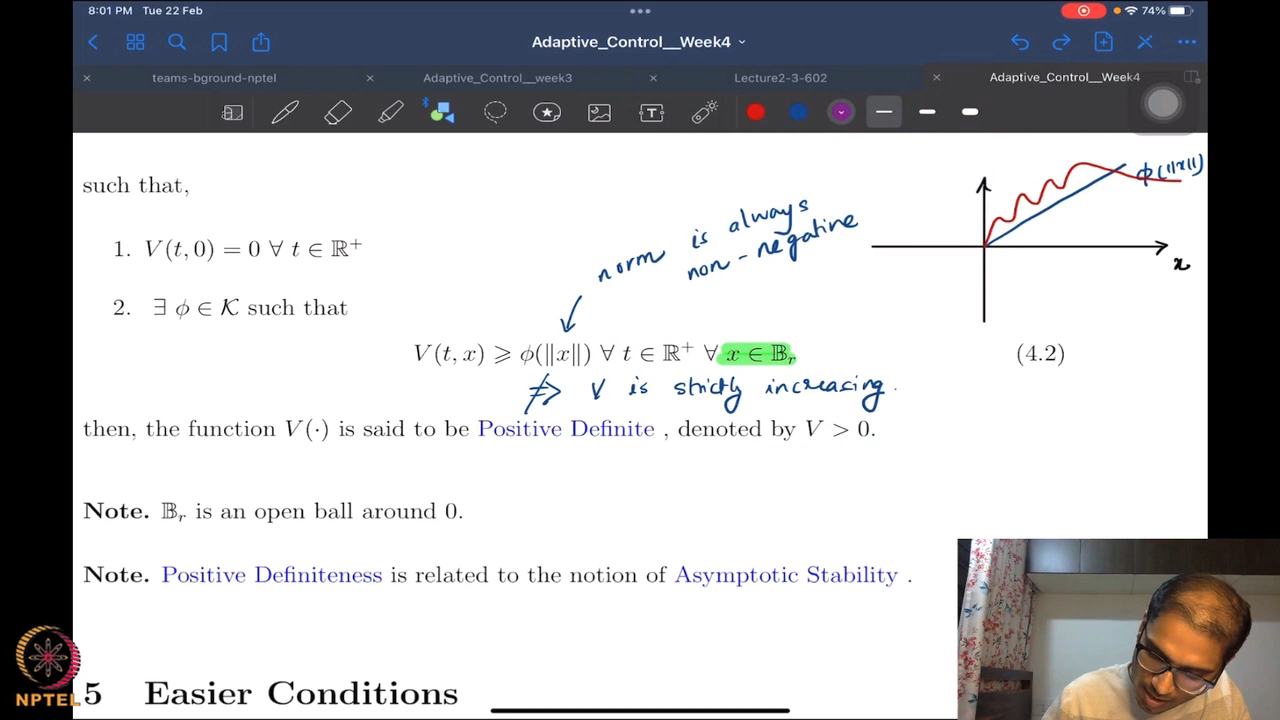 8:01 PM Tue 22 Feb
74%
Adaptive_Control__Week4
teams-bground-nptel
Adaptive_Control__week3
Lecture2-3-602
Adaptive_Control__Week4
such that,
ϕ(||x||)
norm is always
non-negative
1. V(t, 0) = 0 ∀ t ∈ ℝ⁺
x
2. ∃ ϕ ∈ 𝒦 such that
V(t, x) ⩾ ϕ(‖x‖) ∀ t ∈ ℝ⁺ ∀ x ∈ 𝔹ᵣ (4.2)
⇏ V is strictly increasing.
then, the function V(·) is said to be Positive Definite , denoted by V > 0.
Note. 𝔹ᵣ is an open ball around 0.
Note. Positive Definiteness is related to the notion of Asymptotic Stability .
NPTEL
5 Easier Conditions